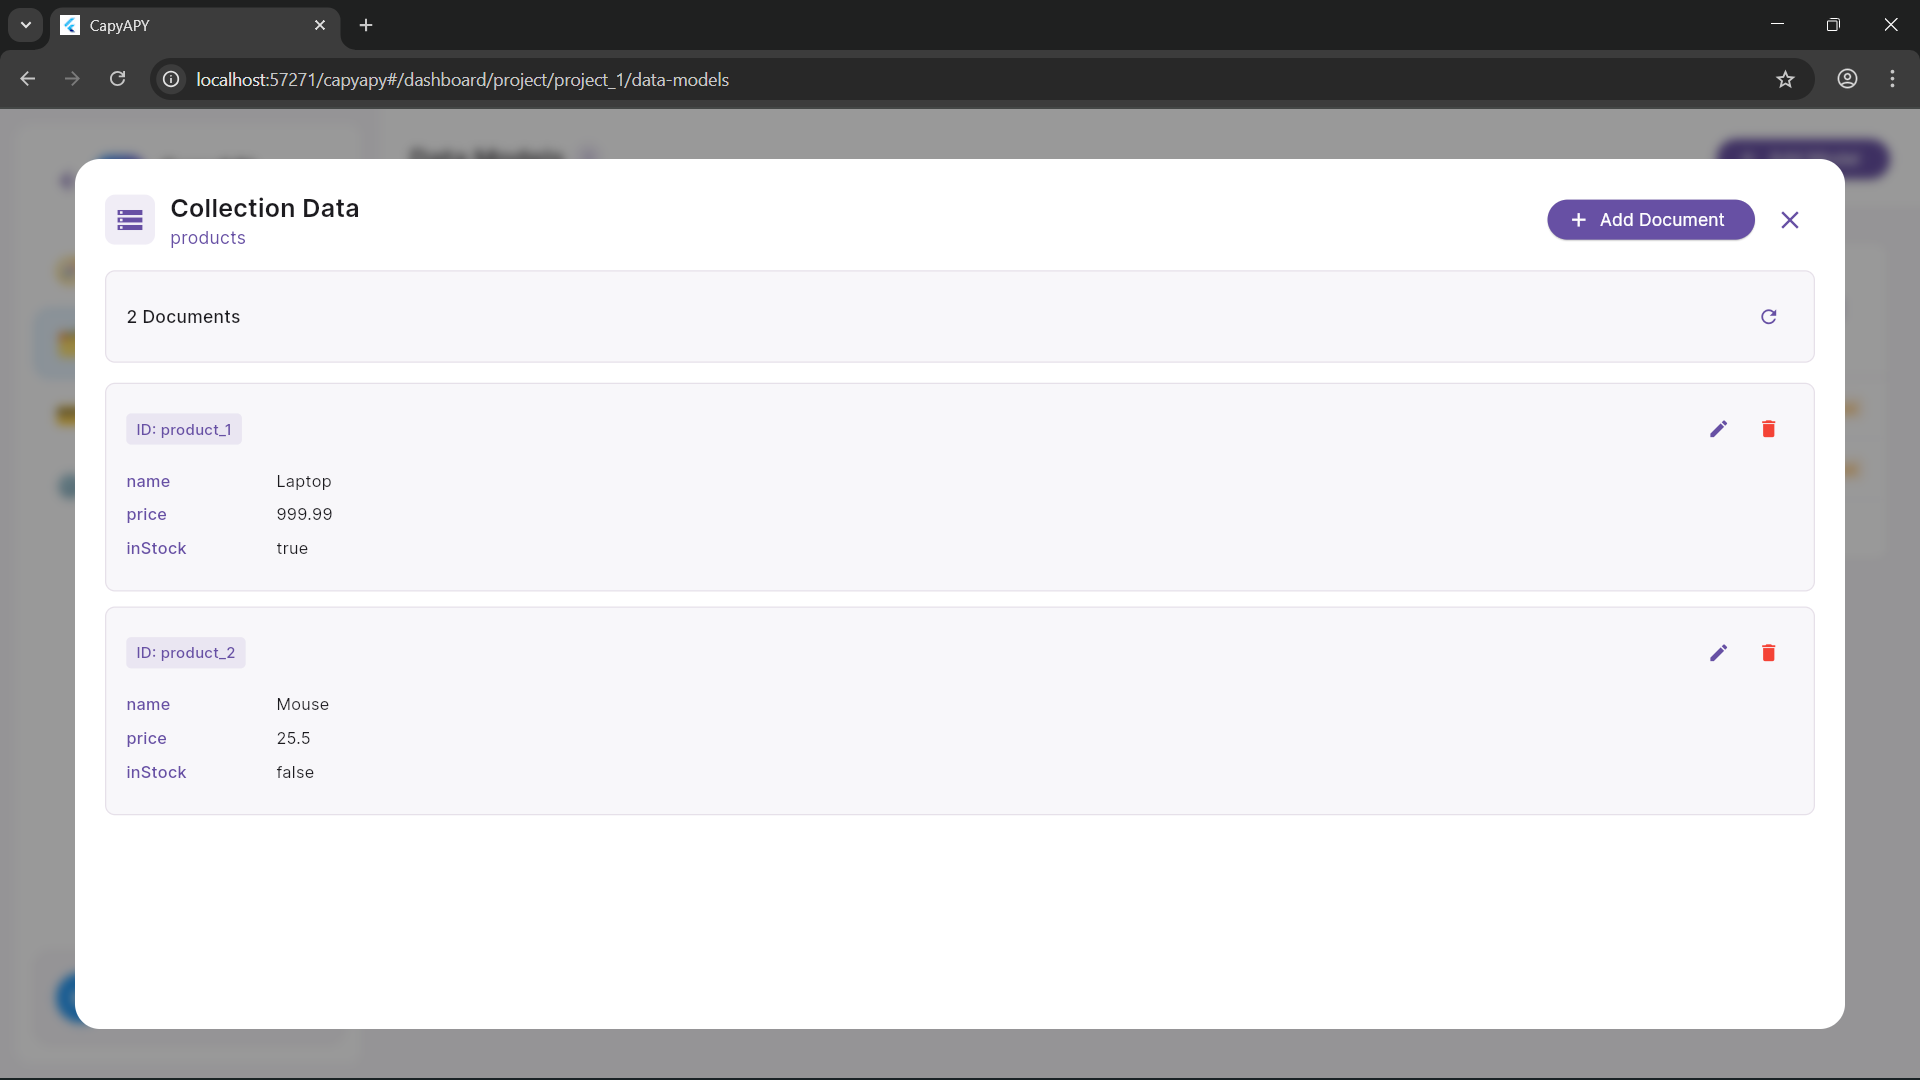 CapyAPY
localhost:57271/capyapy#/dashboard/project/project_1/data-models
Collection Data
products
+ Add Document
2 Documents
ID: product_1
name Laptop
price 999.99
inStock true
ID: product_2
name Mouse
price 25.5
inStock false